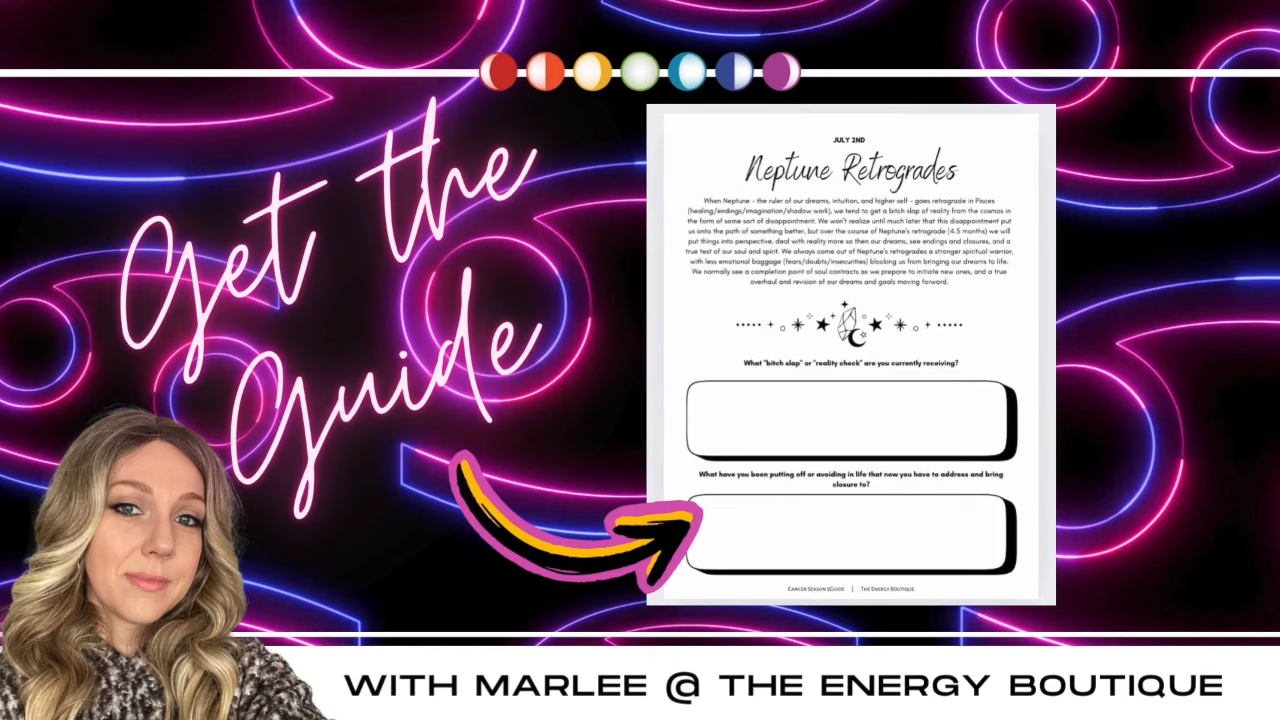 Get the
Guide
JULY 2ND
Neptune Retrogrades
When Neptune - the ruler of our dreams, intuition, and higher self - goes retrograde in Pisces
(healing/endings/imagination/shadow work), we tend to get a bitch slap of reality from the cosmos in
the form of some sort of disappointment. We won't realize until much later that this disappointment put
us onto the path of something better, but over the course of Neptune's retrograde (4.5 months) we will
put things into perspective, deal with reality more so then our dreams, see endings and closures, and a
true test of our soul and spirit. We always come out of Neptune's retrogrades a stronger spiritual warrior,
with less emotional baggage (fears/doubts/insecurities) blocking us from bringing our dreams to life.
We normally see a completion point of soul contracts as we prepare to initiate new ones, and a true
overhaul and revision of our dreams and goals moving forward.
What "bitch slap" or "reality check" are you currently receiving?
What have you been putting off or avoiding in life that now you have to address and bring
closure to?
CANCER SEASON EGUIDE | THE ENERGY BOUTIQUE
WITH MARLEE @ THE ENERGY BOUTIQUE